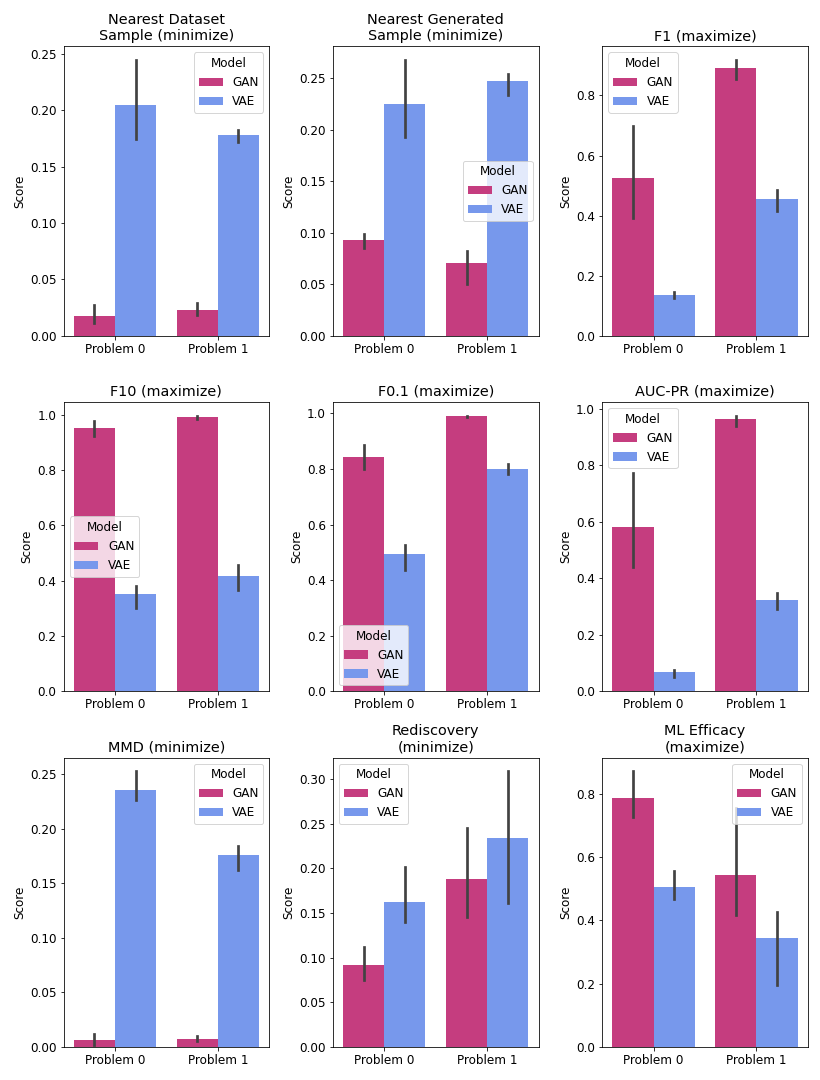 Nearest Dataset
Sample (minimize)
Score
0.25
0.20
0.15
0.10
0.05
0.00
Model
GAN
VAE
Problem 0
Problem 1
Nearest Generated
Sample (minimize)
Score
0.25
0.20
0.15
0.10
0.05
0.00
Model
GAN
VAE
Problem 0
Problem 1
F1 (maximize)
Score
0.8
0.6
0.4
0.2
0.0
Model
GAN
VAE
Problem 0
Problem 1
F10 (maximize)
Score
1.0
0.8
0.6
0.4
0.2
0.0
Model
GAN
VAE
Problem 0
Problem 1
F0.1 (maximize)
Score
1.0
0.8
0.6
0.4
0.2
0.0
Model
GAN
VAE
Problem 0
Problem 1
AUC-PR (maximize)
Score
1.0
0.8
0.6
0.4
0.2
0.0
Model
GAN
VAE
Problem 0
Problem 1
MMD (minimize)
Score
0.25
0.20
0.15
0.10
0.05
0.00
Model
GAN
VAE
Problem 0
Problem 1
Rediscovery
(minimize)
Score
0.30
0.25
0.20
0.15
0.10
0.05
0.00
Model
GAN
VAE
Problem 0
Problem 1
ML Efficacy
(maximize)
Score
0.8
0.6
0.4
0.2
0.0
Model
GAN
VAE
Problem 0
Problem 1